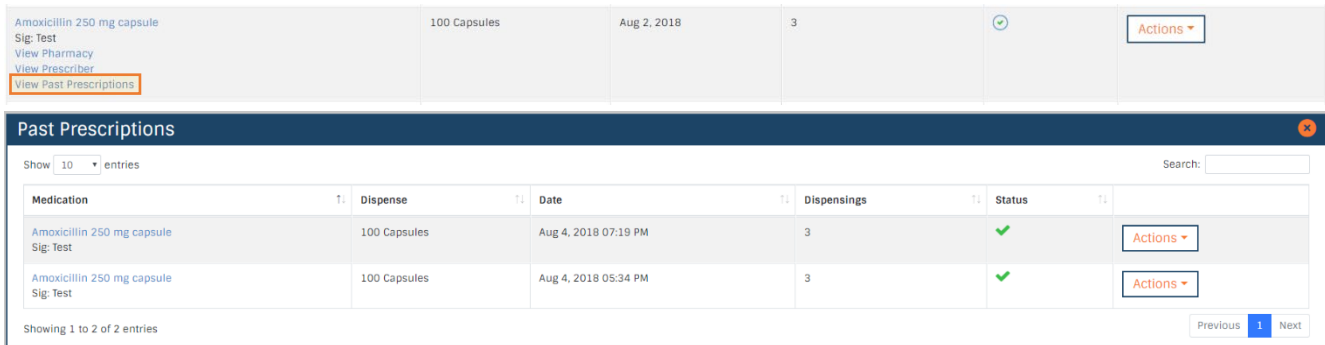 Amoxicillin 250 mg capsule 100 Capsules Aug 2, 2018 3 Actions
Sig: Test
View Pharmacy
View Prescriber
View Past Prescriptions
Past Prescriptions
Show 10 entries Search:
Medication Dispense Date Dispensings Status
Amoxicillin 250 mg capsule 100 Capsules Aug 4, 2018 07:19 PM 3 Actions
Sig: Test
Amoxicillin 250 mg capsule 100 Capsules Aug 4, 2018 05:34 PM 3 Actions
Sig: Test
Showing 1 to 2 of 2 entries Previous 1 Next